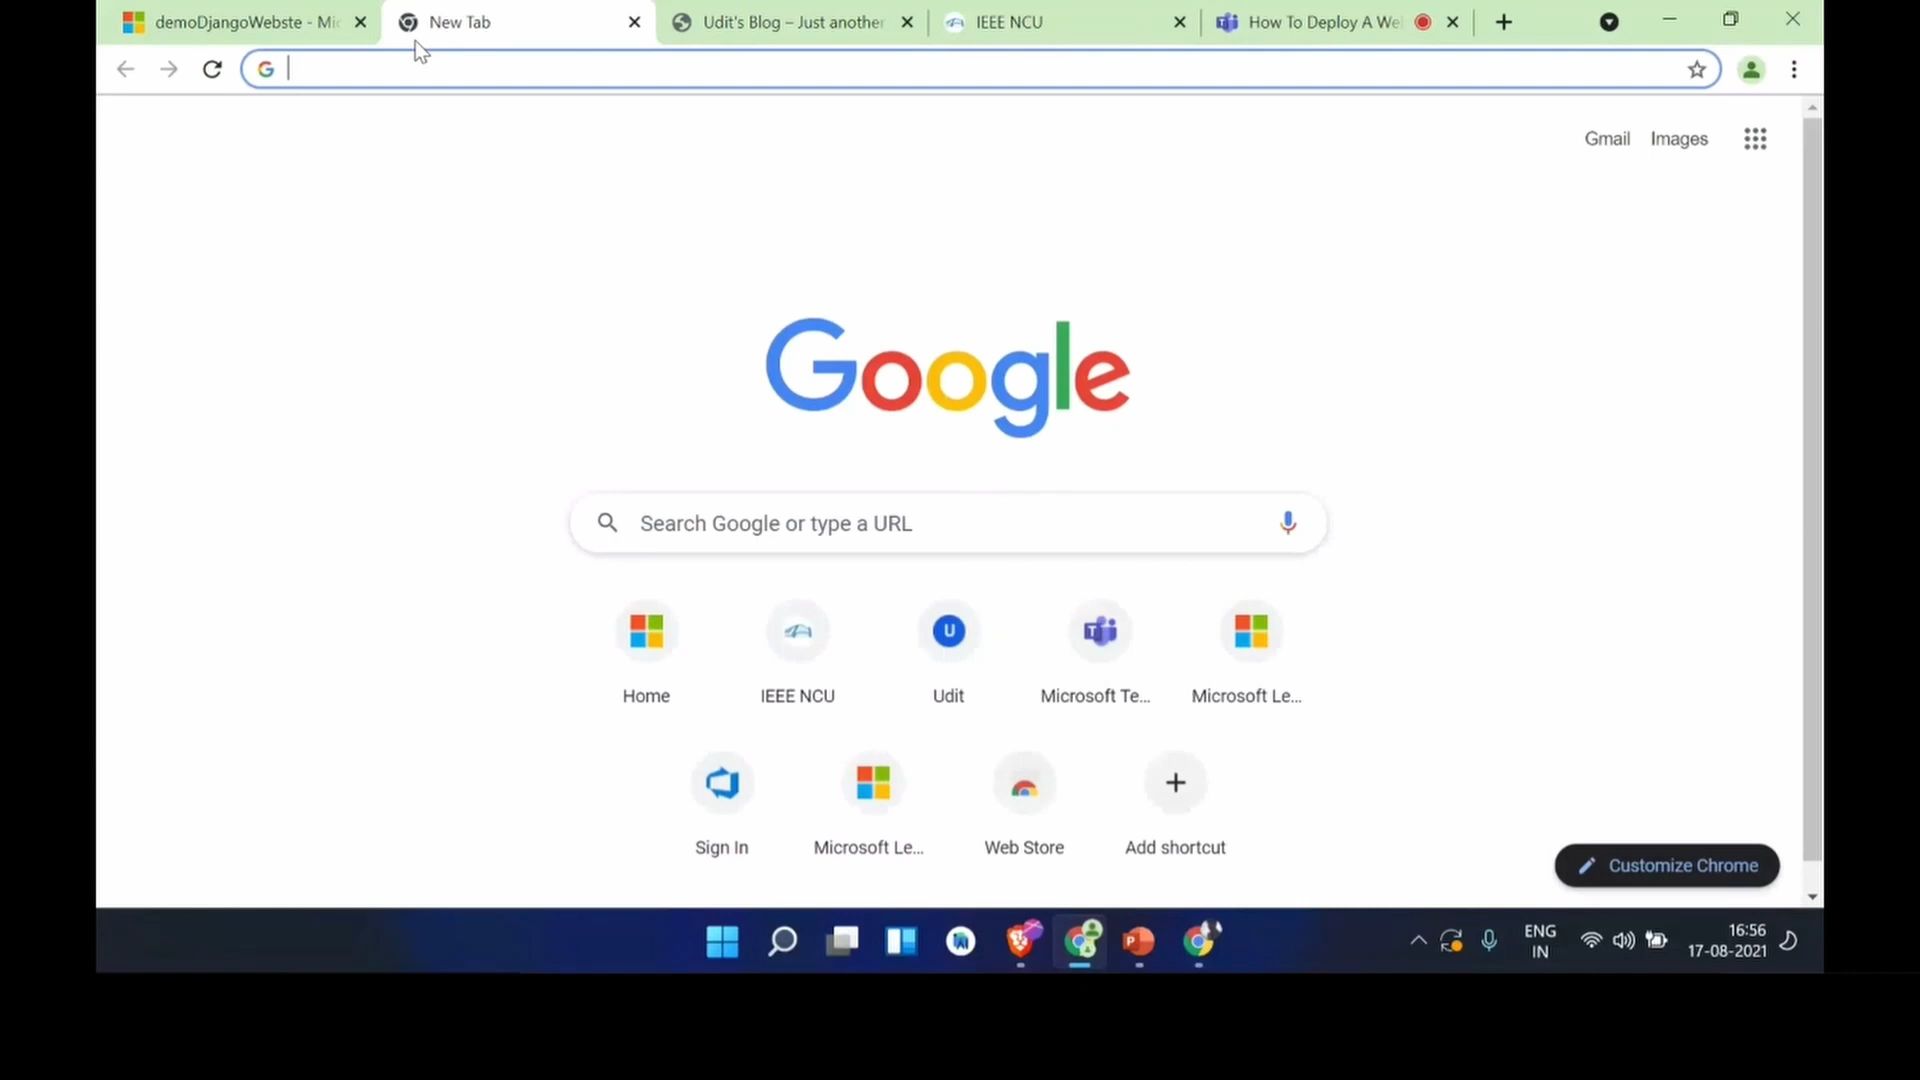 demoDjangoWebste - Mic
New Tab
Udit's Blog – Just another
IEEE NCU
How To Deploy A We
Gmail
Images
Google
Search Google or type a URL
Home
IEEE NCU
U
Udit
Microsoft Te...
Microsoft Le...
Sign In
Microsoft Le...
Web Store
Add shortcut
Customize Chrome
ENG
IN
16:56
17-08-2021